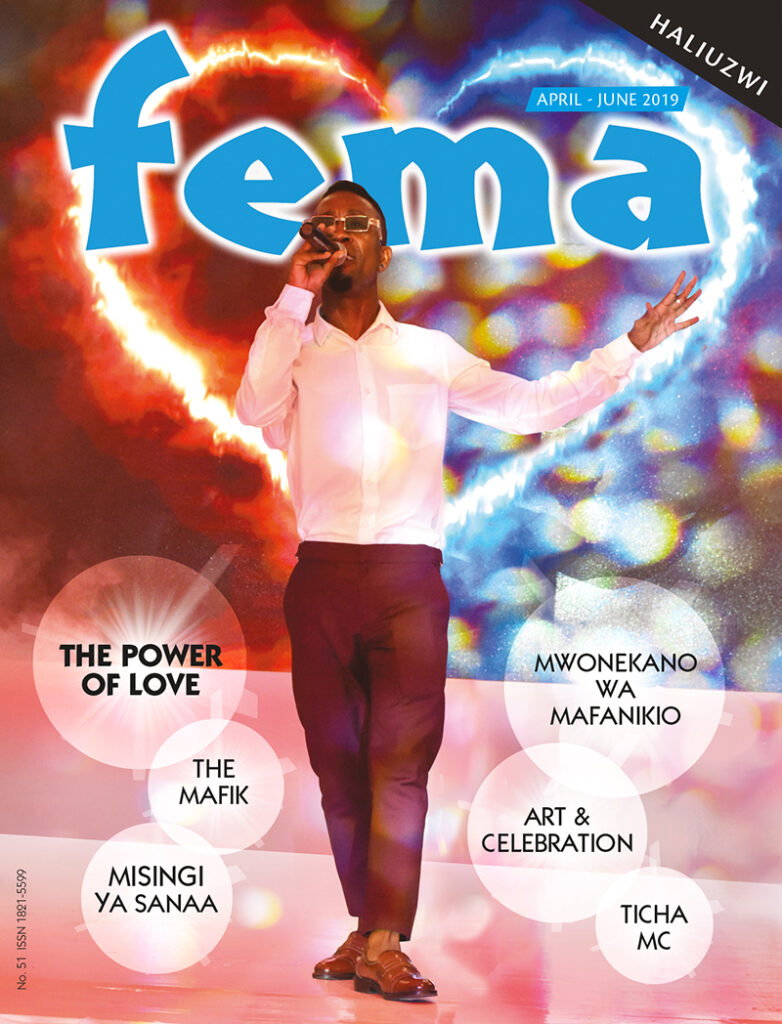 HALIUZWI
APRIL - JUNE 2019
fema
THE POWER
OF LOVE
THE
MAFIK
MISINGI
YA SANAA
MWONEKANO
WA
MAFANIKIO
ART &
CELEBRATION
TICHA
MC
No. 51 ISSN 1821-5599